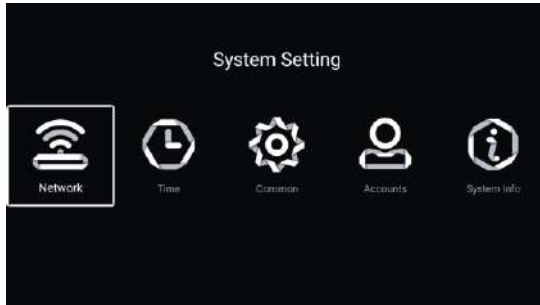 System Setting
Network
Time
Common
Accounts
System Info